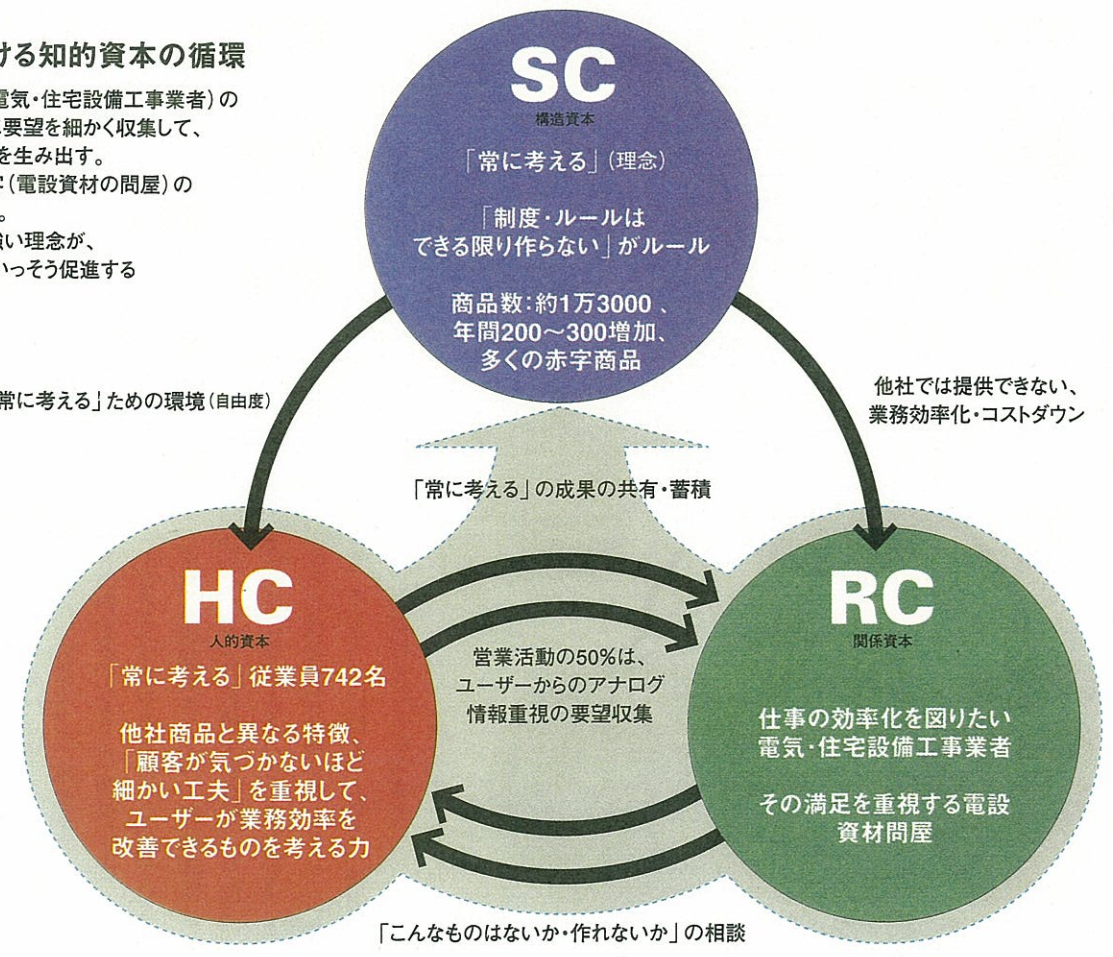 ける知的資本の循環
電気・住宅設備工事業者)の
要望を細かく収集して、
を生み出す。
(電設資材の問屋)の
。
強い理念が、
いっそう促進する
SC
構造資本
「常に考える」(理念)
「制度・ルールは
できる限り作らない」がルール
商品数:約1万3000、
年間200〜300増加、
多くの赤字商品
常に考える」ための環境(自由度)
他社では提供できない、
業務効率化・コストダウン
「常に考える」の成果の共有・蓄積
HC
人的資本
「常に考える」従業員742名
他社商品と異なる特徴、
「顧客が気づかないほど
細かい工夫」を重視して、
ユーザーが業務効率を
改善できるものを考える力
営業活動の50%は、
ユーザーからのアナログ
情報重視の要望収集
RC
関係資本
仕事の効率化を図りたい
電気・住宅設備工事業者
その満足を重視する電設
資材問屋
「こんなものはないか・作れないか」の相談